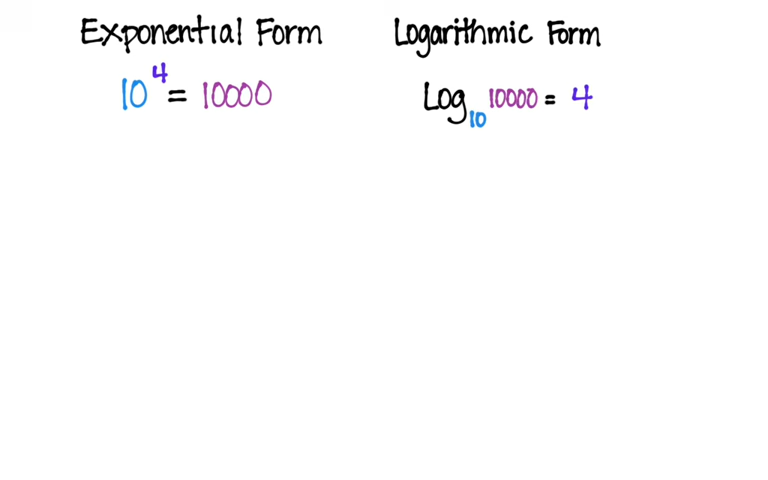 Exponential Form
Logarithmic Form
10⁴ = 10000
Log₁₀ 10000 = 4